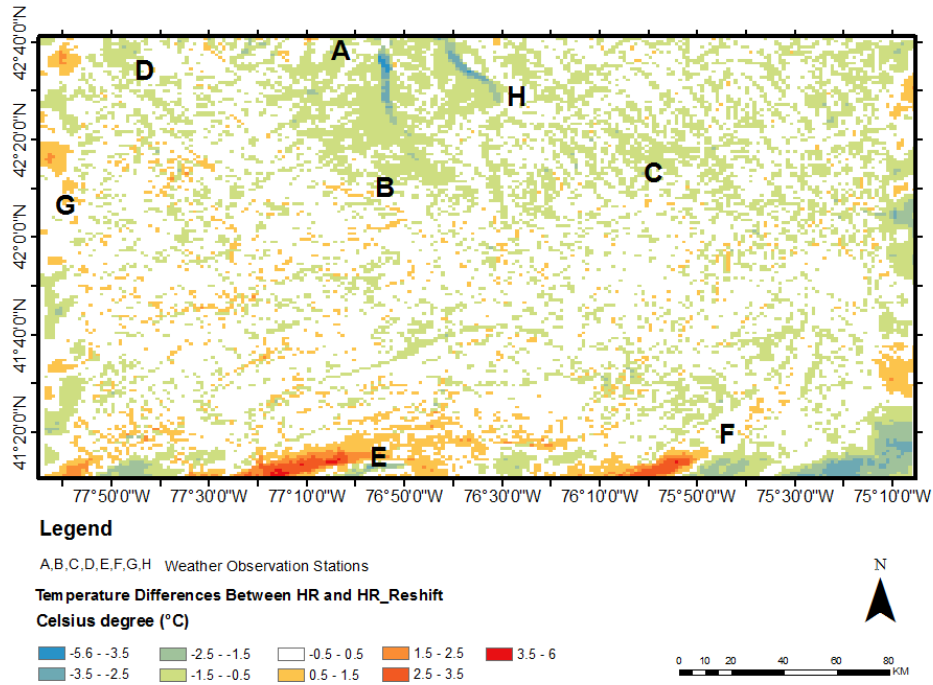 42°40'0"N
42°20'0"N
42°0'0"N
41°40'0"N
41°20'0"N
A
D
H
B
C
G
F
E
77°50'0"W 77°30'0"W 77°10'0"W 76°50'0"W 76°30'0"W 76°10'0"W 75°50'0"W 75°30'0"W 75°10'0"W
Legend
A,B,C,D,E,F,G,H Weather Observation Stations
Temperature Differences Between HR and HR_Reshift
Celsius degree (°C)
-5.6 - -3.5 -2.5 - -1.5 -0.5 - 0.5 1.5 - 2.5 3.5 - 6
-3.5 - -2.5 -1.5 - -0.5 0.5 - 1.5 2.5 - 3.5
N
0 10 20 40 60 80
KM